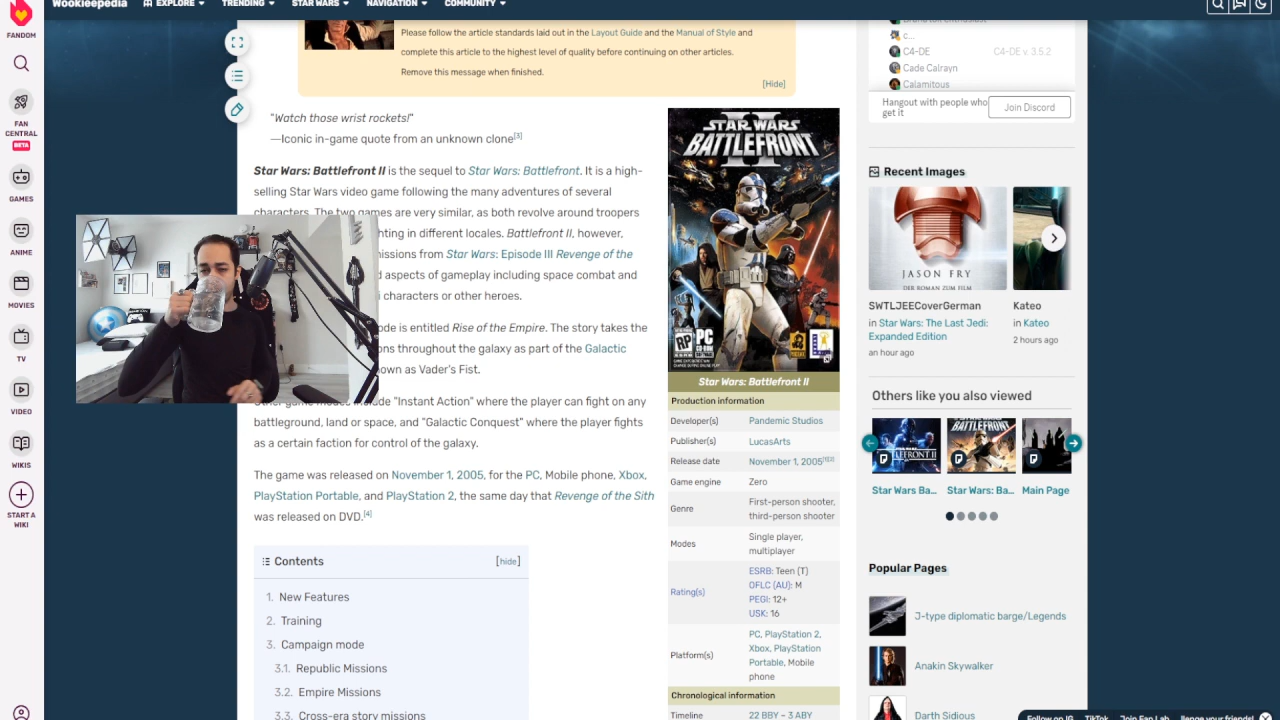 Wookieepedia
EXPLORE
TRENDING
STAR WARS
NAVIGATION
COMMUNITY
FANDOM
FAN
CENTRAL
BETA
GAMES
ANIME
MOVIES
TV
VIDEO
WIKIS
START A
WIKI
Please follow the article standards laid out in the Layout Guide and the Manual of Style and
complete this article to the highest level of quality before continuing on other articles.
Remove this message when finished.
[Hide]
"Watch those wrist rockets!"
―Iconic in-game quote from an unknown clone[3]
Star Wars: Battlefront II is the sequel to Star Wars: Battlefront. It is a high-
selling Star Wars video game following the many adventures of several
characters. The two games are very similar, as both revolve around troopers
hting in different locales. Battlefront II, however,
issions from Star Wars: Episode III Revenge of the
d aspects of gameplay including space combat and
i characters or other heroes.
ode is entitled Rise of the Empire. The story takes the
ons throughout the galaxy as part of the Galactic
nown as Vader's Fist.
Other game modes include "Instant Action" where the player can fight on any
battleground, land or space, and "Galactic Conquest" where the player fights
as a certain faction for control of the galaxy.
The game was released on November 1, 2005, for the PC, Mobile phone, Xbox,
PlayStation Portable, and PlayStation 2, the same day that Revenge of the Sith
was released on DVD.[4]
Contents [hide]
1. New Features
2. Training
3. Campaign mode
3.1. Republic Missions
3.2. Empire Missions
3.3. Cross-era story missions
STAR WARS
BATTLEFRONT
II
RP
PC
Star Wars: Battlefront II
Production information
Developer(s) Pandemic Studios
Publisher(s) LucasArts
Release date November 1, 2005[1][2]
Game engine Zero
Genre First-person shooter,
third-person shooter
Modes Single player,
multiplayer
Rating(s) ESRB: Teen (T)
OFLC (AU): M
PEGI: 12+
USK: 16
Platform(s) PC, PlayStation 2,
Xbox, PlayStation
Portable, Mobile
phone
Chronological information
Timeline 22 BBY – 3 ABY
c...
C4-DE C4-DE v. 3.5.2
Cade Calrayn
Calamitous
Hangout with people who
get it
Join Discord
Recent Images
JASON FRY
DER ROMAN ZUM FILM
SWTLJEECoverGerman
in Star Wars: The Last Jedi:
Expanded Edition
an hour ago
Kateo
in Kateo
2 hours ago
Others like you also viewed
Star Wars Ba...
Star Wars: Ba...
Main Page
Popular Pages
J-type diplomatic barge/Legends
Anakin Skywalker
Darth Sidious
Follow on IG
TikTok
Join Fan Lab